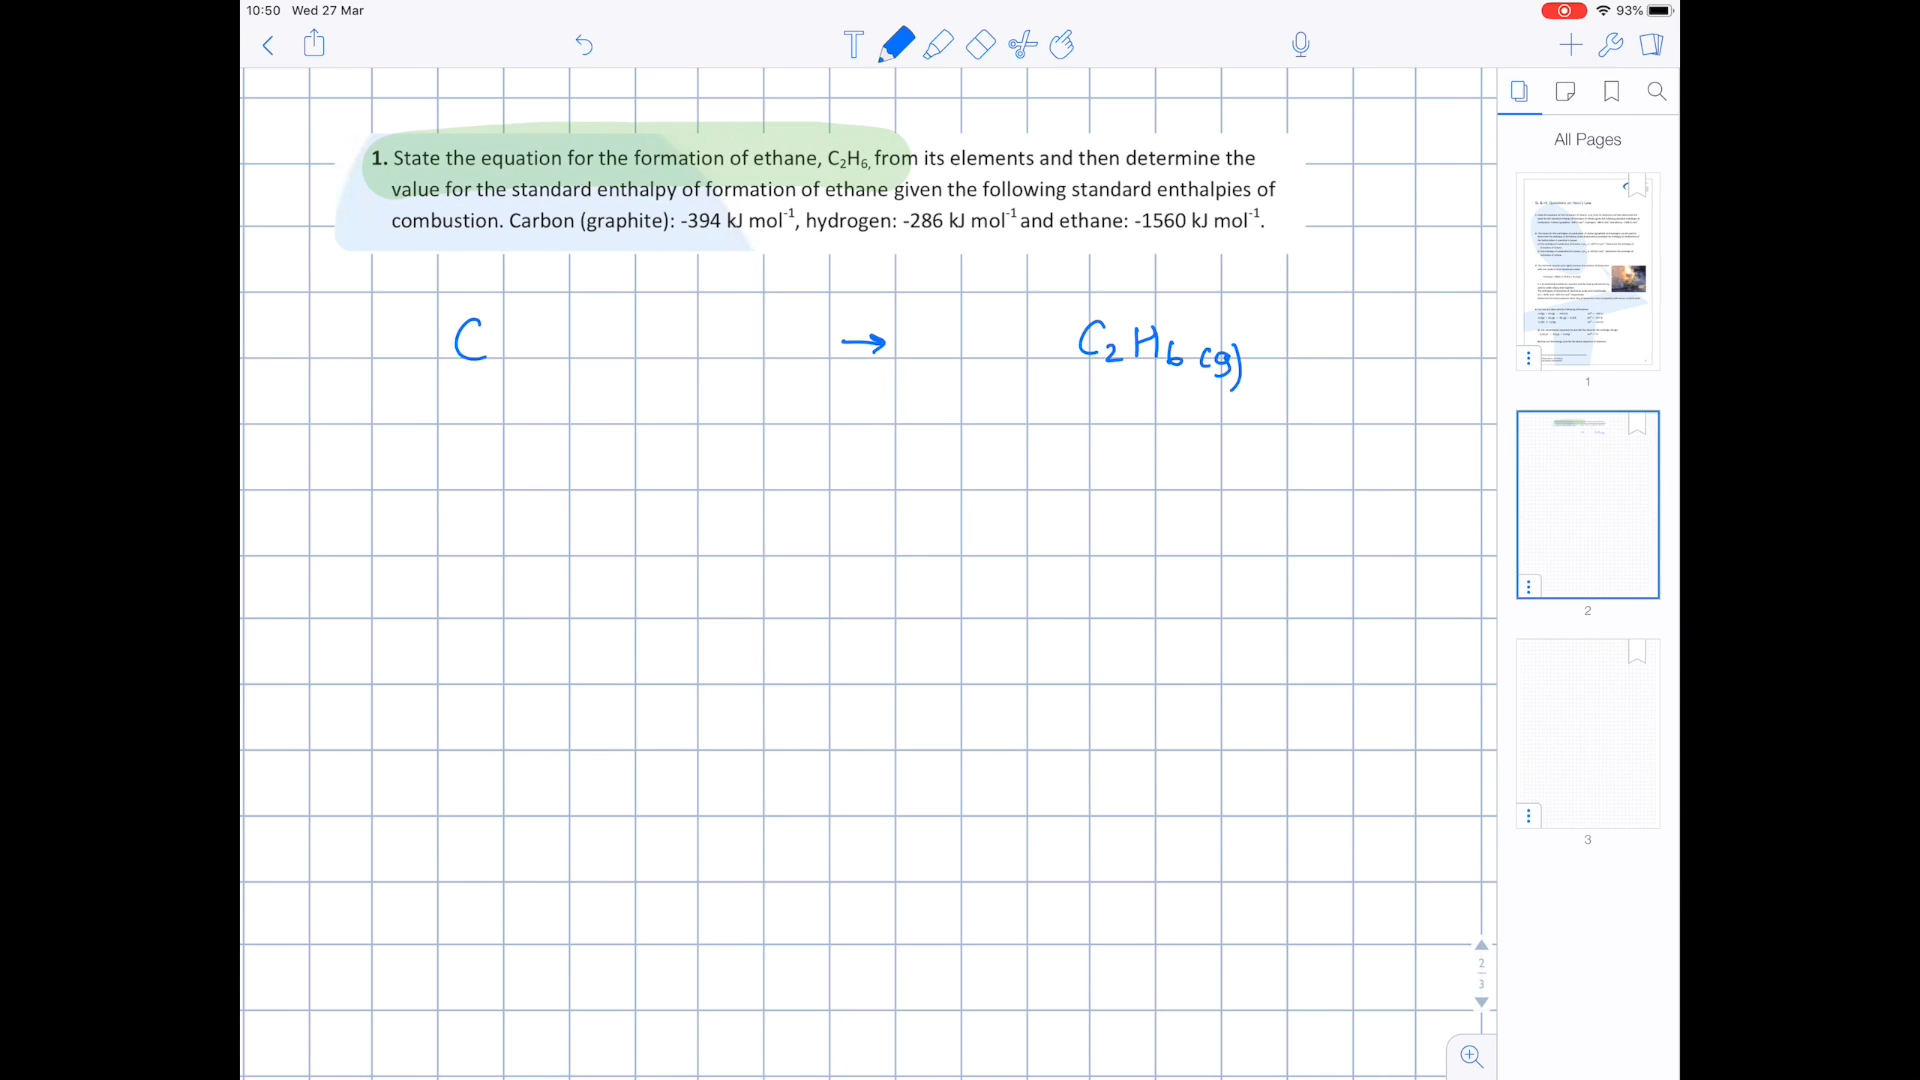 10:50 Wed 27 Mar
93%
All Pages
1. State the equation for the formation of ethane, C₂H₆, from its elements and then determine the
value for the standard enthalpy of formation of ethane given the following standard enthalpies of
combustion. Carbon (graphite): -394 kJ mol⁻¹, hydrogen: -286 kJ mol⁻¹ and ethane: -1560 kJ mol⁻¹.
C → C₂H₆ (g)
1
2
3
2
3